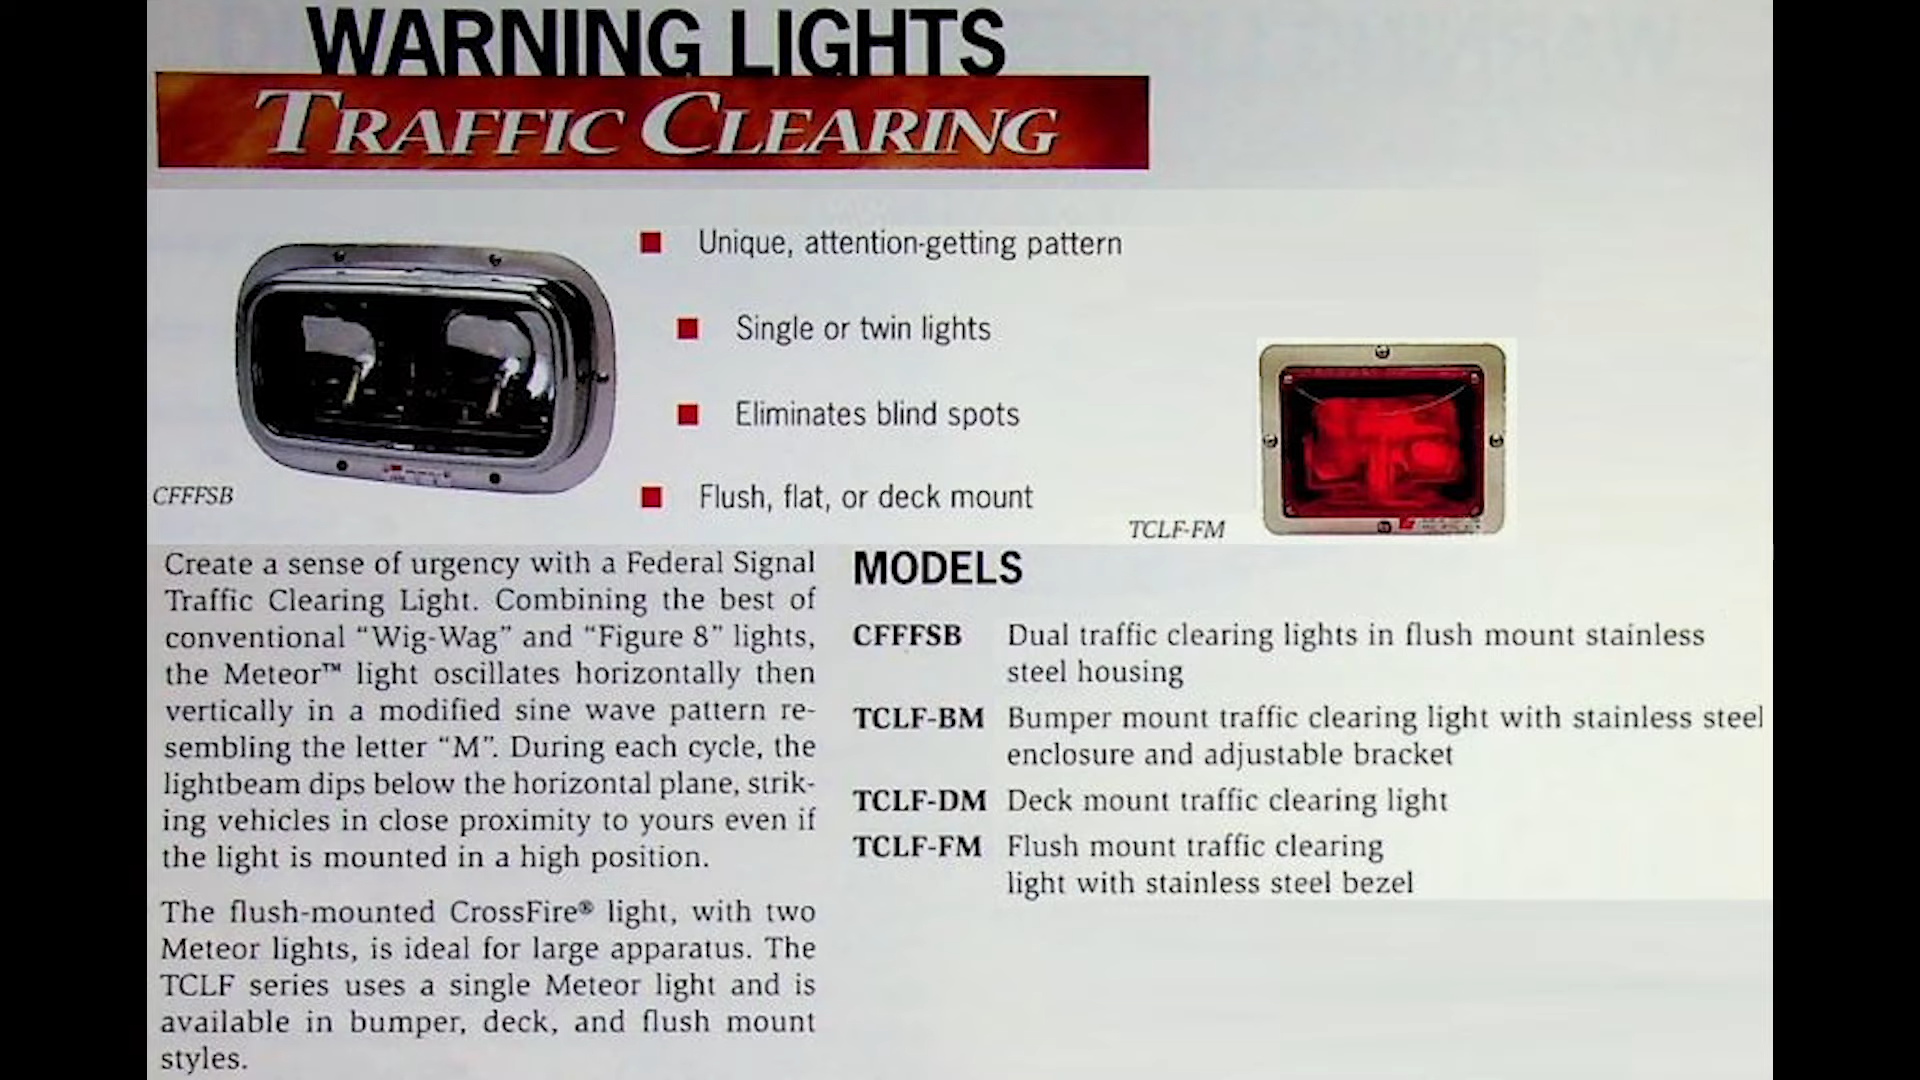 WARNING LIGHTS
TRAFFIC CLEARING
Unique, attention-getting pattern
Single or twin lights
Eliminates blind spots
Flush, flat, or deck mount
CFFFSB
TCLF-FM
Create a sense of urgency with a Federal Signal
Traffic Clearing Light. Combining the best of
conventional “Wig-Wag” and “Figure 8” lights,
the Meteor™ light oscillates horizontally then
vertically in a modified sine wave pattern re-
sembling the letter “M”. During each cycle, the
lightbeam dips below the horizontal plane, strik-
ing vehicles in close proximity to yours even if
the light is mounted in a high position.
The flush-mounted CrossFire® light, with two
Meteor lights, is ideal for large apparatus. The
TCLF series uses a single Meteor light and is
available in bumper, deck, and flush mount
styles.
MODELS
CFFFSB Dual traffic clearing lights in flush mount stainless
steel housing
TCLF-BM Bumper mount traffic clearing light with stainless steel
enclosure and adjustable bracket
TCLF-DM Deck mount traffic clearing light
TCLF-FM Flush mount traffic clearing
light with stainless steel bezel